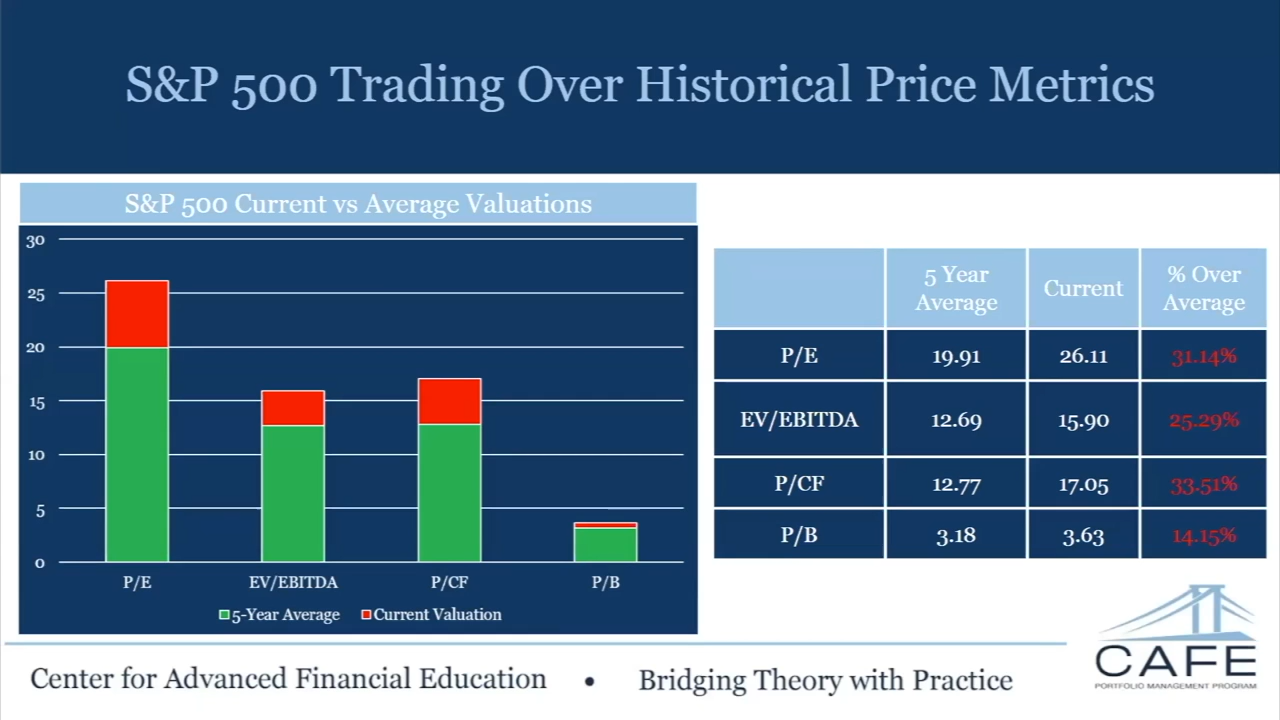 S&P 500 Trading Over Historical Price Metrics
S&P 500 Current vs Average Valuations
30
25
20
15
10
5
0
P/E EV/EBITDA P/CF P/B
5-Year Average Current Valuation
5 Year Average Current % Over Average
P/E 19.91 26.11 31.14%
EV/EBITDA 12.69 15.90 25.29%
P/CF 12.77 17.05 33.51%
P/B 3.18 3.63 14.15%
Center for Advanced Financial Education • Bridging Theory with Practice
CAFE
PORTFOLIO MANAGEMENT PROGRAM